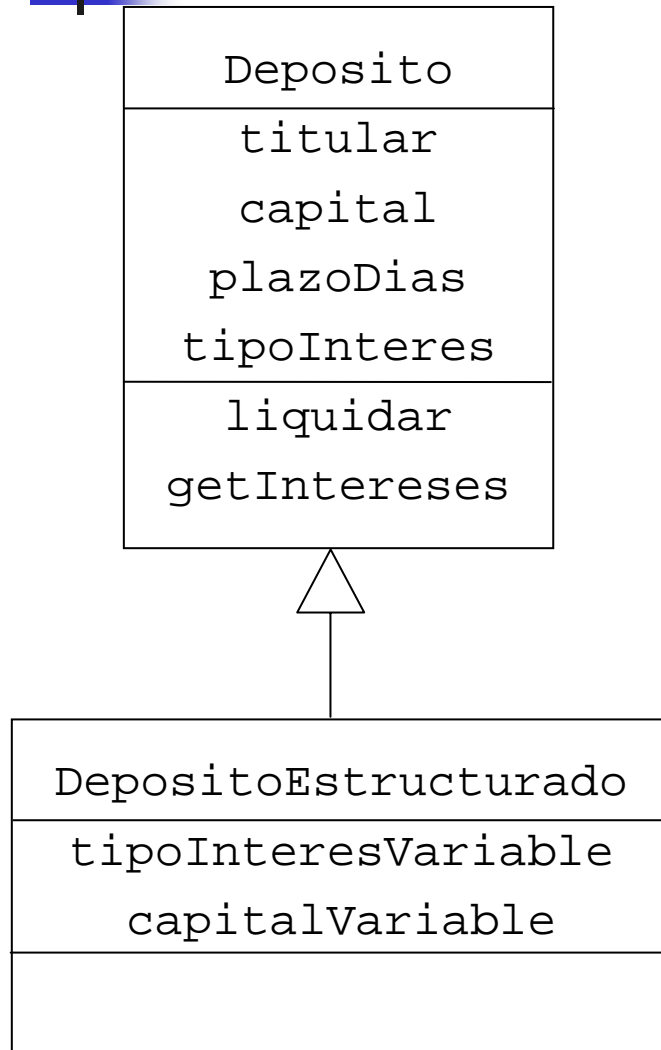 Deposito
titular
capital
plazoDias
tipoInteres
liquidar
getIntereses
DepositoEstructurado
tipoInteresVariable
capitalVariable